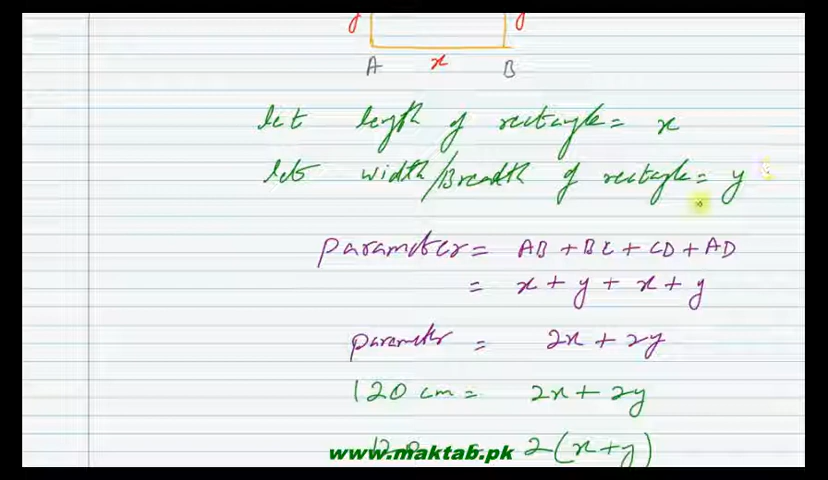 y y
A x B
let length of rectangle = x
let width/Breadth of rectangle = y
parameter = AB + BC + CD + AD
= x + y + x + y
parameter = 2x + 2y
120 cm = 2x + 2y
120 = 2(x+y)
www.maktab.pk